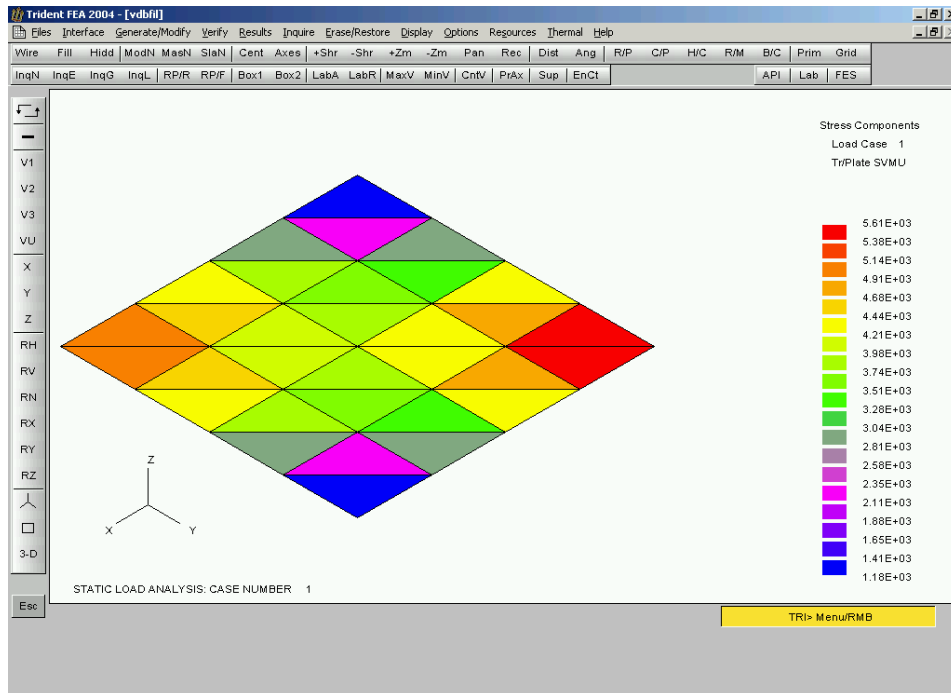 Trident FEA 2004 - [vdbfil]
Files Interface Generate/Modify Verify Results Inquire Erase/Restore Display Options Resources Thermal Help
Wire Fill Hidd ModN MasN SlaN Cent Axes +Shr -Shr +Zm -Zm Pan Rec Dist Ang R/P C/P H/C R/M B/C Prim Grid
InqN InqE InqG InqL RP/R RP/F Box1 Box2 LabA LabR MaxV MinV CntV PrAx Sup EnCt API Lab FES
V1
V2
V3
VU
X
Y
Z
RH
RV
RN
RX
RY
RZ
3-D
Esc
Stress Components
Load Case 1
Tr/Plate SVMU
5.61E+03
5.38E+03
5.14E+03
4.91E+03
4.68E+03
4.44E+03
4.21E+03
3.98E+03
3.74E+03
3.51E+03
3.28E+03
3.04E+03
2.81E+03
2.58E+03
2.35E+03
2.11E+03
1.88E+03
1.65E+03
1.41E+03
1.18E+03
Z
X
Y
STATIC LOAD ANALYSIS: CASE NUMBER 1
TRI> Menu/RMB